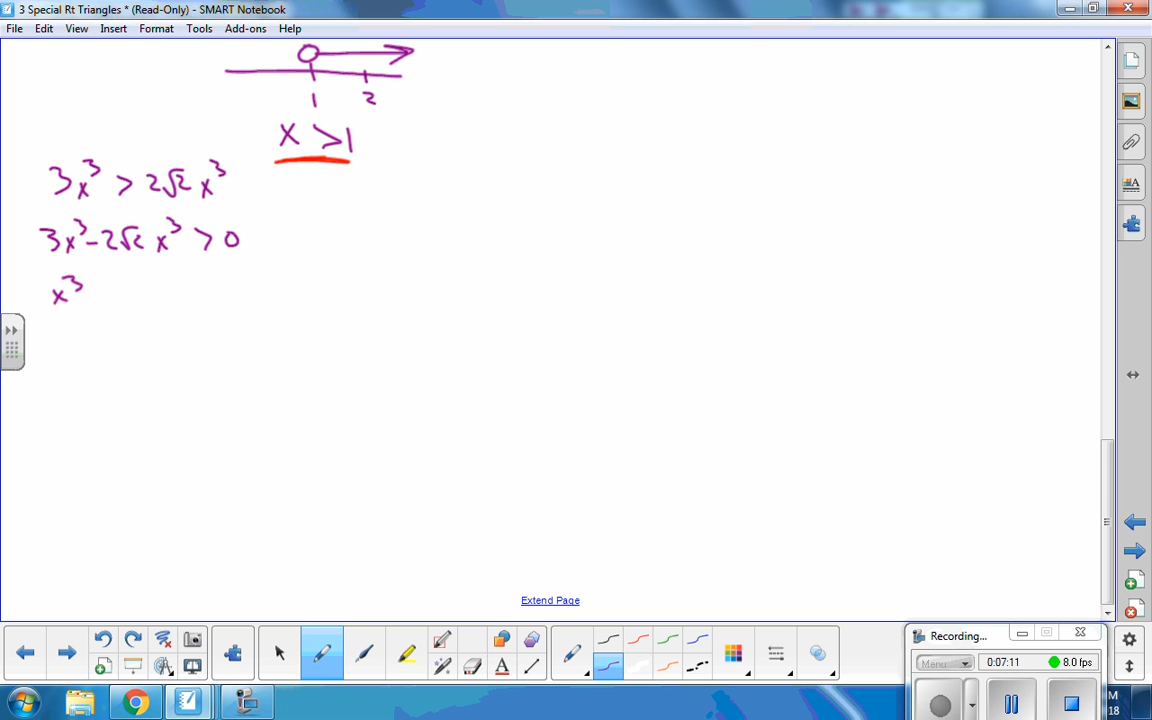 3 Special Rt Triangles * (Read-Only) - SMART Notebook
File Edit View Insert Format Tools Add-ons Help
1 2
x > 1
3x³ > 2√2 x³
3x³ - 2√2 x³ > 0
x³
Extend Page
A
Recording...
Menu
0:07:11
8.0 fps
M
18